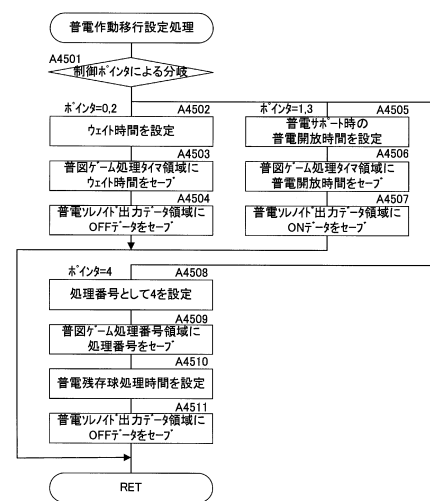 普電作動移行設定処理
A4501
制御ポインタによる分岐
ポインタ=0,2
A4502
ウェイト時間を設定
A4503
普図ゲーム処理タイマ領域に
ウェイト時間をセーブ
A4504
普電ソレノイド出力データ領域に
OFFデータをセーブ
ポインタ=1,3
A4505
普電サポート時の
普電開放時間を設定
A4506
普図ゲーム処理タイマ領域に
普電開放時間をセーブ
A4507
普電ソレノイド出力データ領域に
ONデータをセーブ
ポインタ=4
A4508
処理番号として4を設定
A4509
普図ゲーム処理番号領域に
処理番号をセーブ
A4510
普電残存球処理時間を設定
A4511
普電ソレノイド出力データ領域に
OFFデータをセーブ
RET